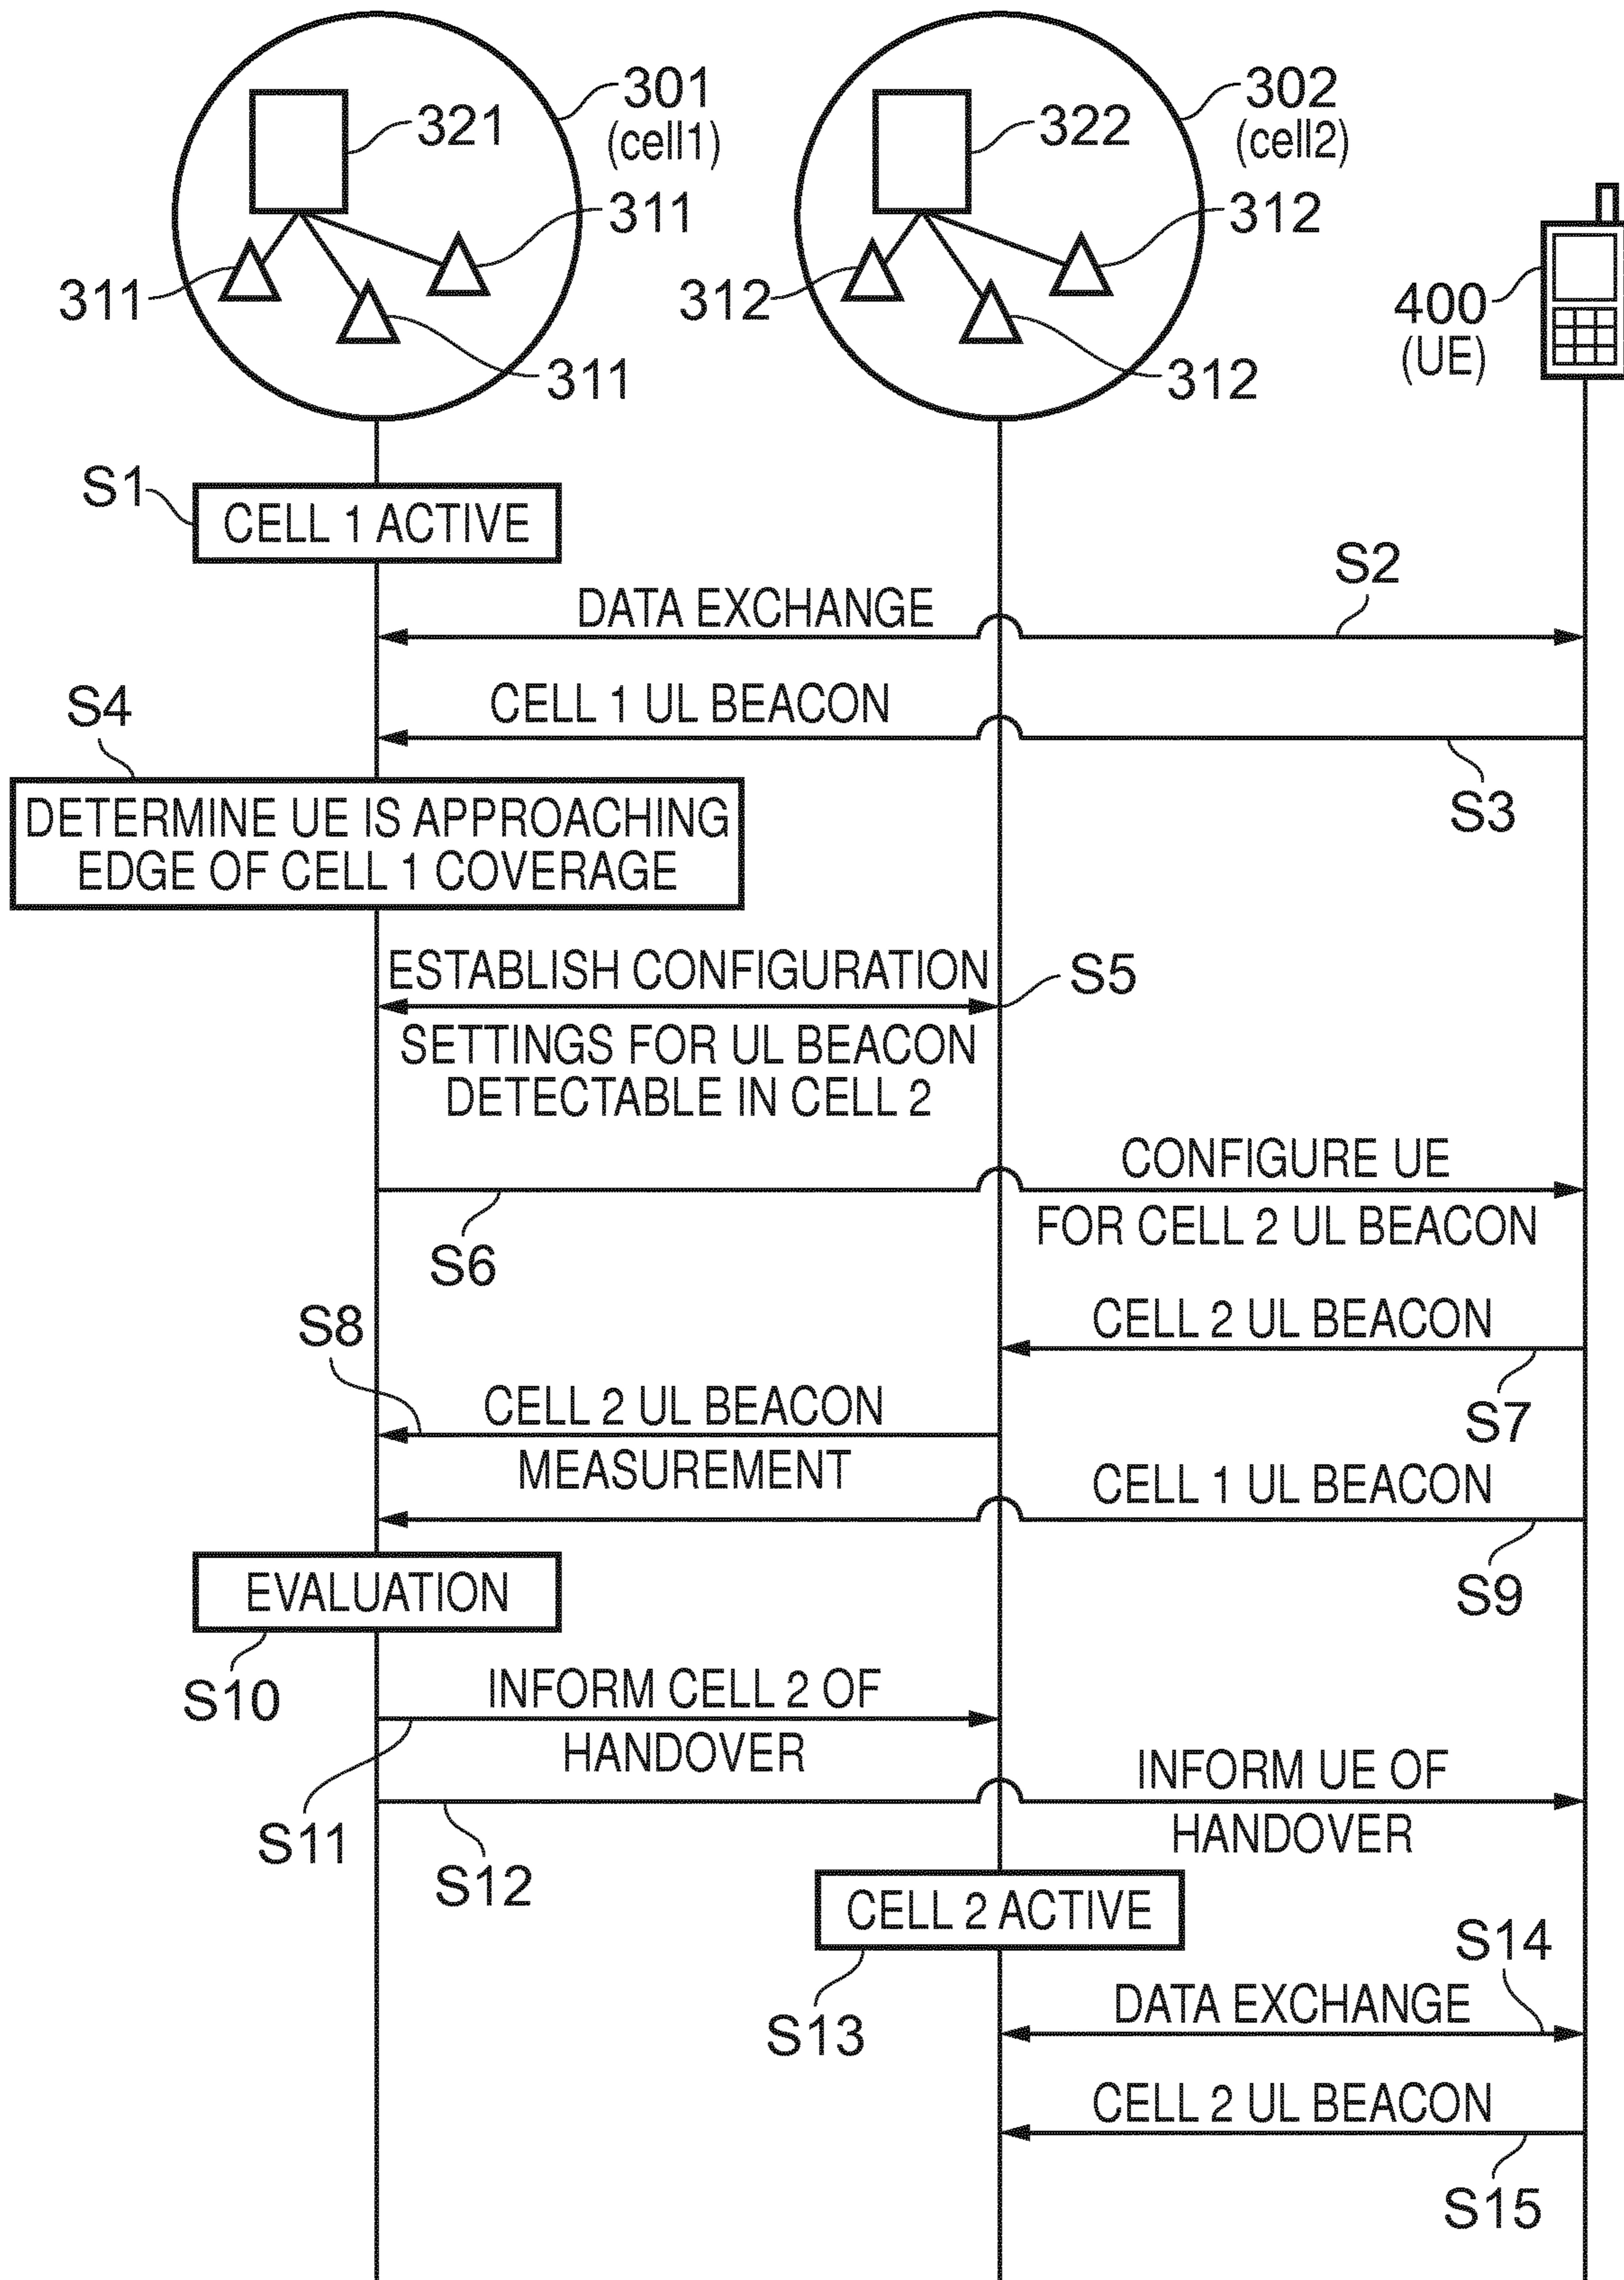 301
(cell1)
321
311
311
311
302
(cell2)
322
312
312
312
400
(UE)
S1
CELL 1 ACTIVE
S2
DATA EXCHANGE
CELL 1 UL BEACON
S3
S4
DETERMINE UE IS APPROACHING
EDGE OF CELL 1 COVERAGE
ESTABLISH CONFIGURATION
S5
SETTINGS FOR UL BEACON
DETECTABLE IN CELL 2
CONFIGURE UE
FOR CELL 2 UL BEACON
S6
CELL 2 UL BEACON
S7
S8
CELL 2 UL BEACON
MEASUREMENT
CELL 1 UL BEACON
S9
EVALUATION
S10
INFORM CELL 2 OF
HANDOVER
S11
INFORM UE OF
HANDOVER
S12
CELL 2 ACTIVE
S13
S14
DATA EXCHANGE
CELL 2 UL BEACON
S15